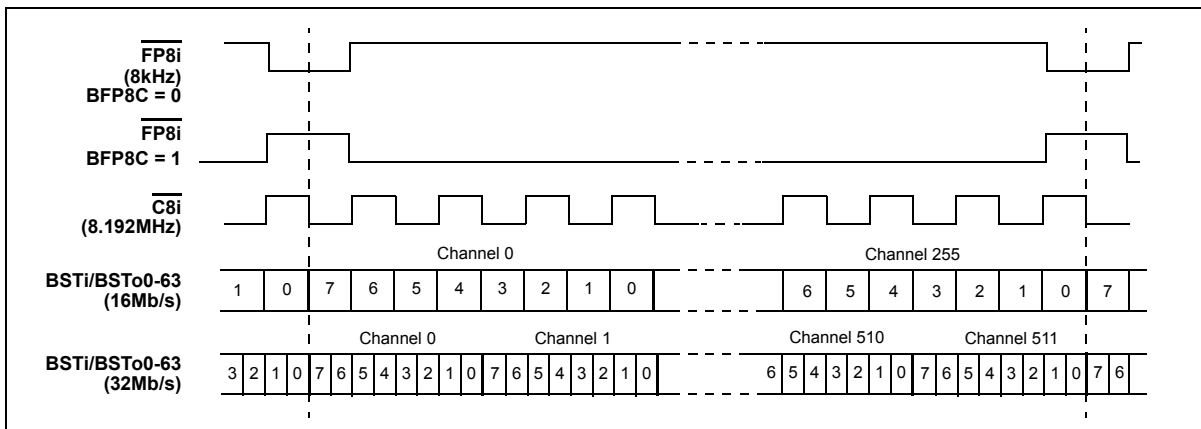 FP8i
(8kHz)
BFP8C = 0
FP8i
BFP8C = 1
C8i
(8.192MHz)
Channel 0
Channel 255
BSTi/BSTo0-63
(16Mb/s)
1 0 7 6 5 4 3 2 1 0 6 5 4 3 2 1 0 7
Channel 0 Channel 1 Channel 510 Channel 511
BSTi/BSTo0-63
(32Mb/s)
3 2 1 0 7 6 5 4 3 2 1 0 7 6 5 4 3 2 1 0 6 5 4 3 2 1 0 7 6 5 4 3 2 1 0 7 6